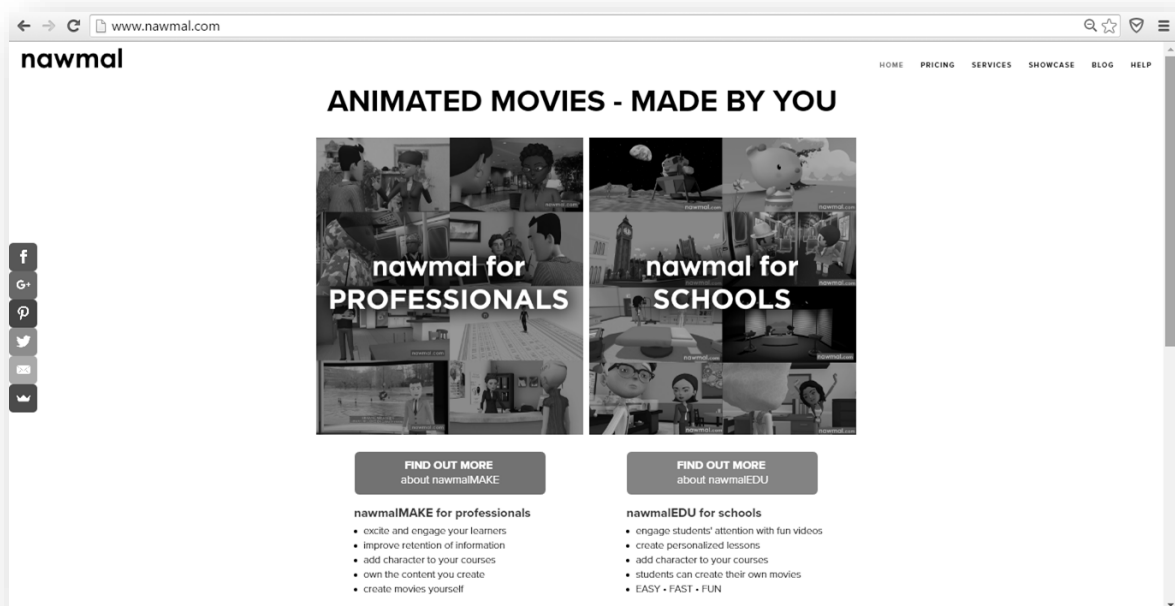 www.nawmal.com
nawmal
HOME PRICING SERVICES SHOWCASE BLOG HELP
ANIMATED MOVIES - MADE BY YOU
nawmal for
PROFESSIONALS
nawmal for
SCHOOLS
FIND OUT MORE
about nawmalMAKE
FIND OUT MORE
about nawmalEDU
nawmalMAKE for professionals
• excite and engage your learners
• improve retention of information
• add character to your courses
• own the content you create
• create movies yourself
nawmalEDU for schools
• engage students' attention with fun videos
• create personalized lessons
• add character to your courses
• students can create their own movies
• EASY • FAST • FUN